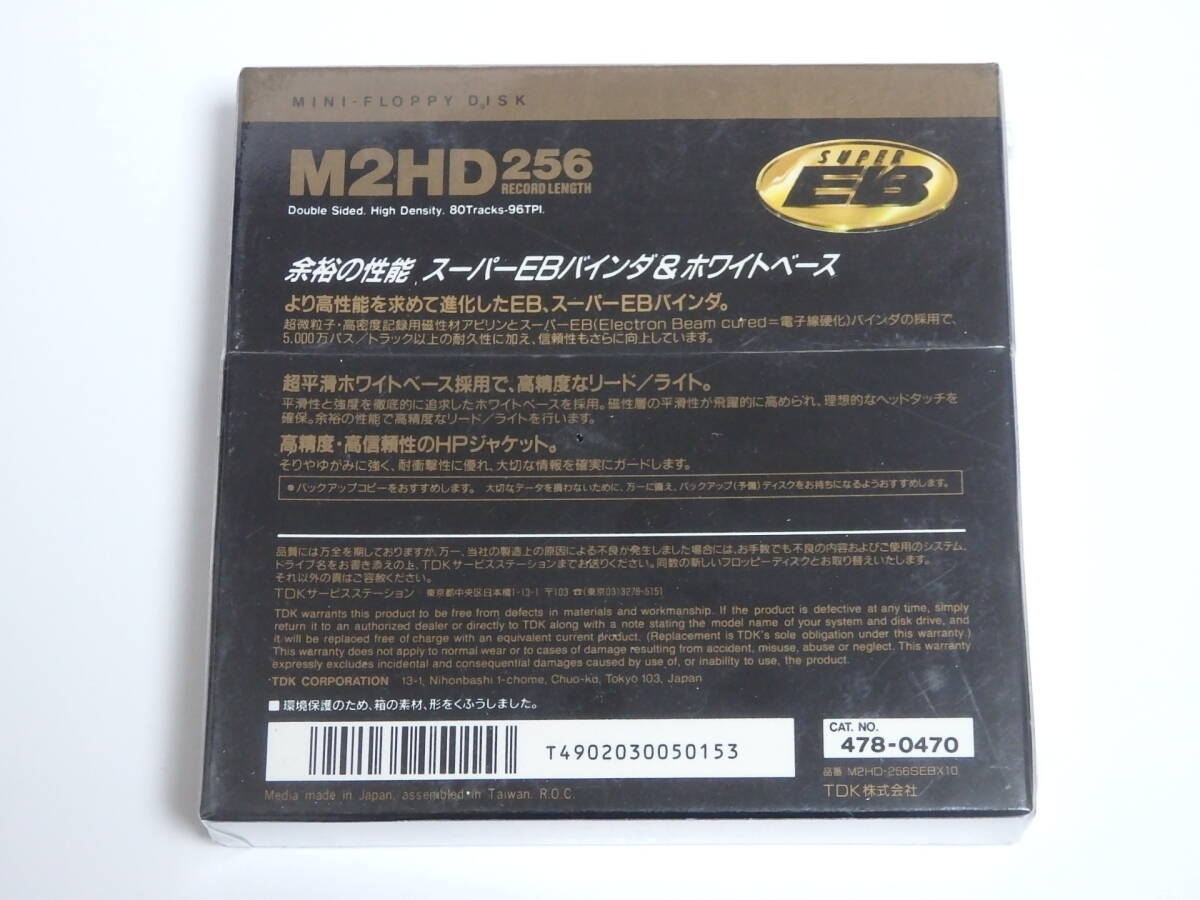 MINI-FLOPPY DISK
M2HD 256
RECORD LENGTH
Double Sided. High Density. 80Tracks-96TPI.
SUPER
EB
余裕の性能 スーパーEBバインダ&ホワイトベース
より高性能を求めて進化したEB、スーパーEBバインダ。
超微粒子・高密度記録用磁性材アビリンとスーパーEB(Electron Beam cured=電子線硬化)バインダの採用で、
5,000万パス/トラック以上の耐久性に加え、信頼性もさらに向上しています。
超平滑ホワイトベース採用で、高精度なリード/ライト。
平滑性と強度を徹底的に追求したホワイトベースを採用。磁性層の平滑性が飛躍的に高められ、理想的なヘッドタッチを
確保。余裕の性能で高精度なリード/ライトを行います。
高精度・高信頼性のHPジャケット。
そりやゆがみに強く、耐衝撃性に優れ、大切な情報を確実にガードします。
●バックアップコピーをおすすめします。 大切なデータを損わないために、万一に備え、バックアップ(予備)ディスクをお持ちになるようおすすめします。
品質には万全を期しておりますが、万一、当社の製造上の原因による不良が発生しました場合には、お手数でも不良の内容およびご使用のシステム、
ドライブ名をお書き添えの上、TDKサービスステーションまでお送りください。同数の新しいフロッピーディスクとお取り替えいたします。
それ以外の責はご容赦ください。
TDKサービスステーション 東京都中央区日本橋1-13-1 〒103 ☎(東京03)3278-5151
TDK warrants this product to be free from defects in materials and workmanship. If the product is defective at any time, simply
return it to an authorized dealer or directly to TDK along with a note stating the model name of your system and disk drive, and
it will be replaced free of charge with an equivalent current product. (Replacement is TDK's sole obligation under this warranty.)
This warranty does not apply to normal wear or to cases of damage resulting from accident, misuse, abuse or neglect. This warranty
expressly excludes incidental and consequential damages caused by use of, or inability to use, the product.
TDK CORPORATION 13-1, Nihonbashi 1-chome, Chuo-ku, Tokyo 103, Japan
■環境保護のため、箱の素材、形をくふうしました。
T4902030050153
CAT. NO.
478-0470
品番 M2HD-256SEBX10
Media made in Japan, assembled in Taiwan, R.O.C.
TDK株式会社